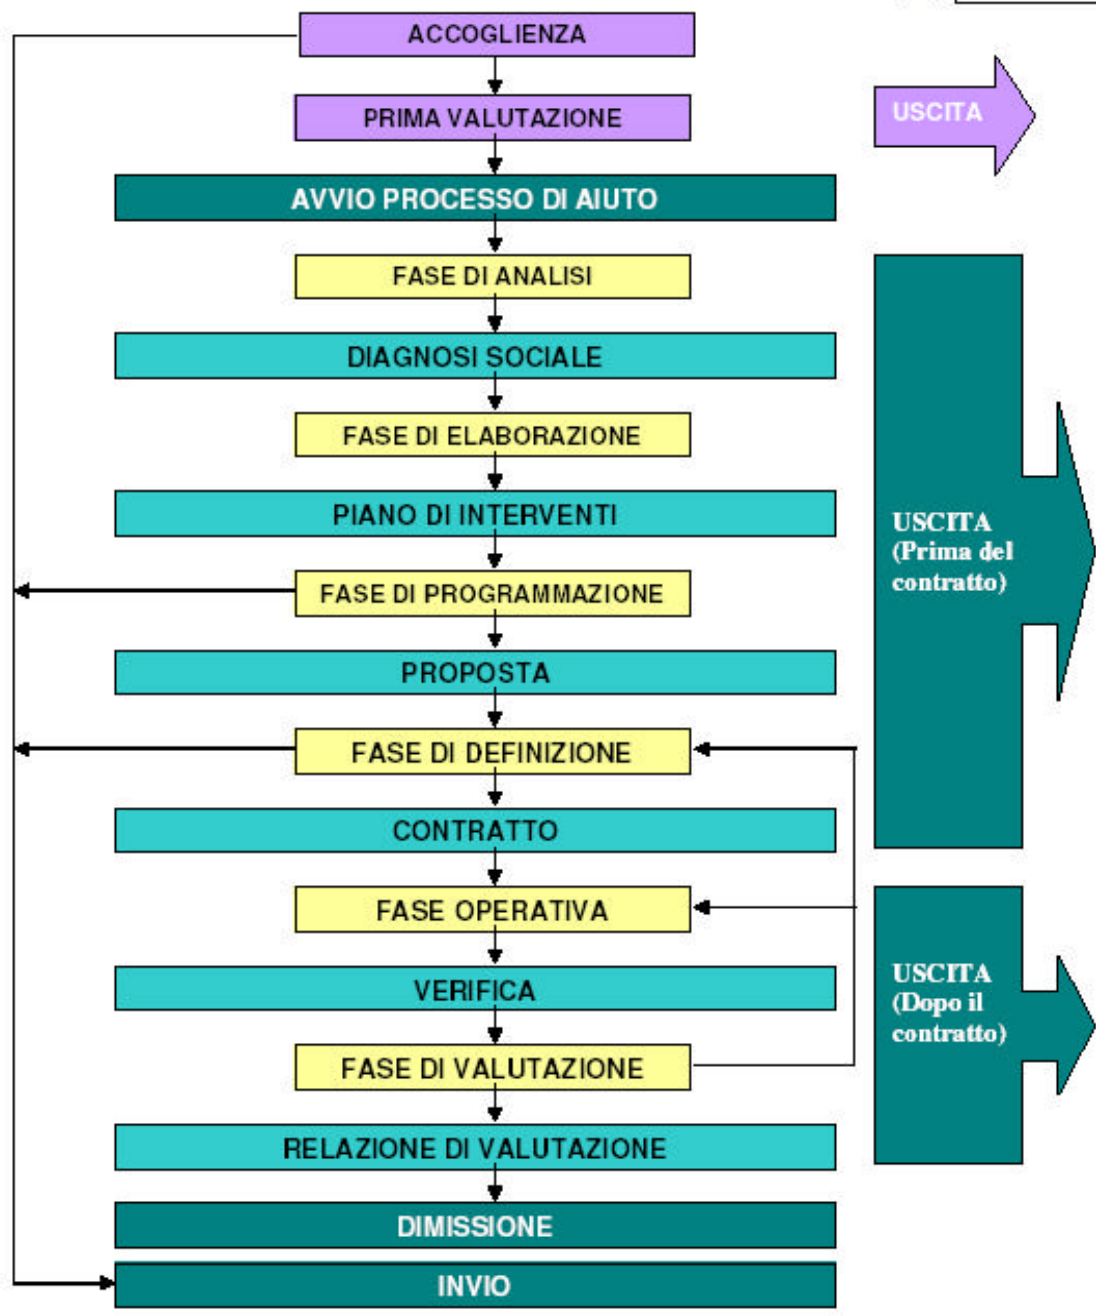 ACCOGLIENZA
PRIMA VALUTAZIONE
USCITA
AVVIO PROCESSO DI AIUTO
FASE DI ANALISI
DIAGNOSI SOCIALE
FASE DI ELABORAZIONE
PIANO DI INTERVENTI
USCITA
(Prima del
contratto)
FASE DI PROGRAMMAZIONE
PROPOSTA
FASE DI DEFINIZIONE
CONTRATTO
FASE OPERATIVA
VERIFICA
USCITA
(Dopo il
contratto)
FASE DI VALUTAZIONE
RELAZIONE DI VALUTAZIONE
DIMISSIONE
INVIO